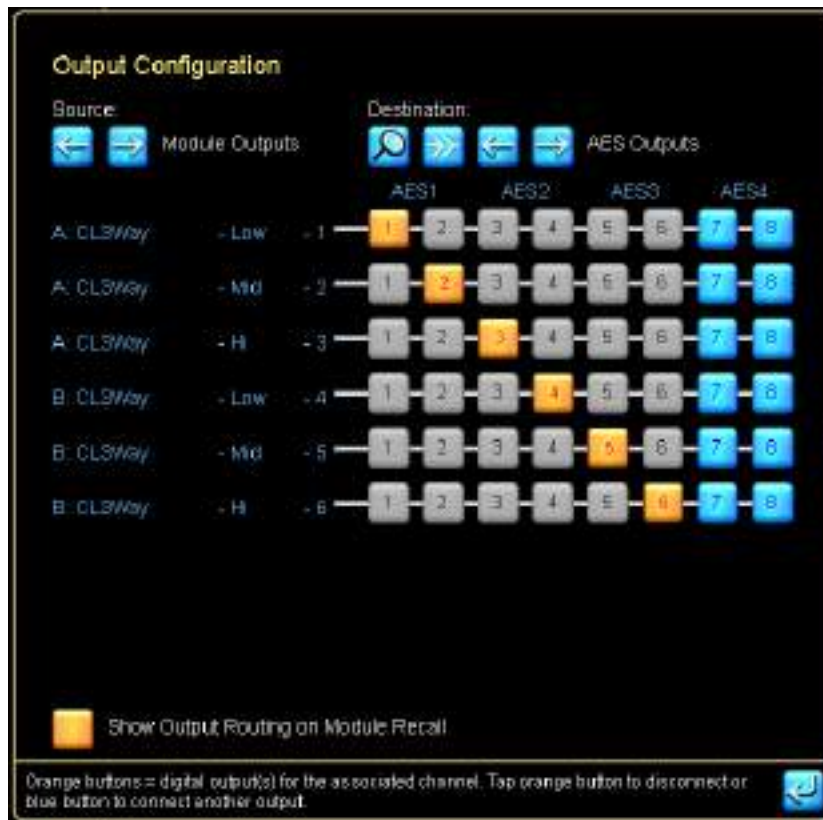 Output Configuration
Source: Destination:
Module Outputs AES Outputs
AES1 AES2 AES3 AES4
A: CL3Way - Low - 1 1 2 3 4 5 6 7 8
A: CL3Way - Mid - 2 1 2 3 4 5 6 7 8
A: CL3Way - Hi - 3 1 2 3 4 5 6 7 8
B: CL3Way - Low - 4 1 2 3 4 5 6 7 8
B: CL3Way - Mid - 5 1 2 3 4 5 6 7 8
B: CL3Way - Hi - 6 1 2 3 4 5 6 7 8
Show Output Routing on Module Recall
Orange buttons = digital output(s) for the associated channel. Tap orange button to disconnect or
blue button to connect another output.